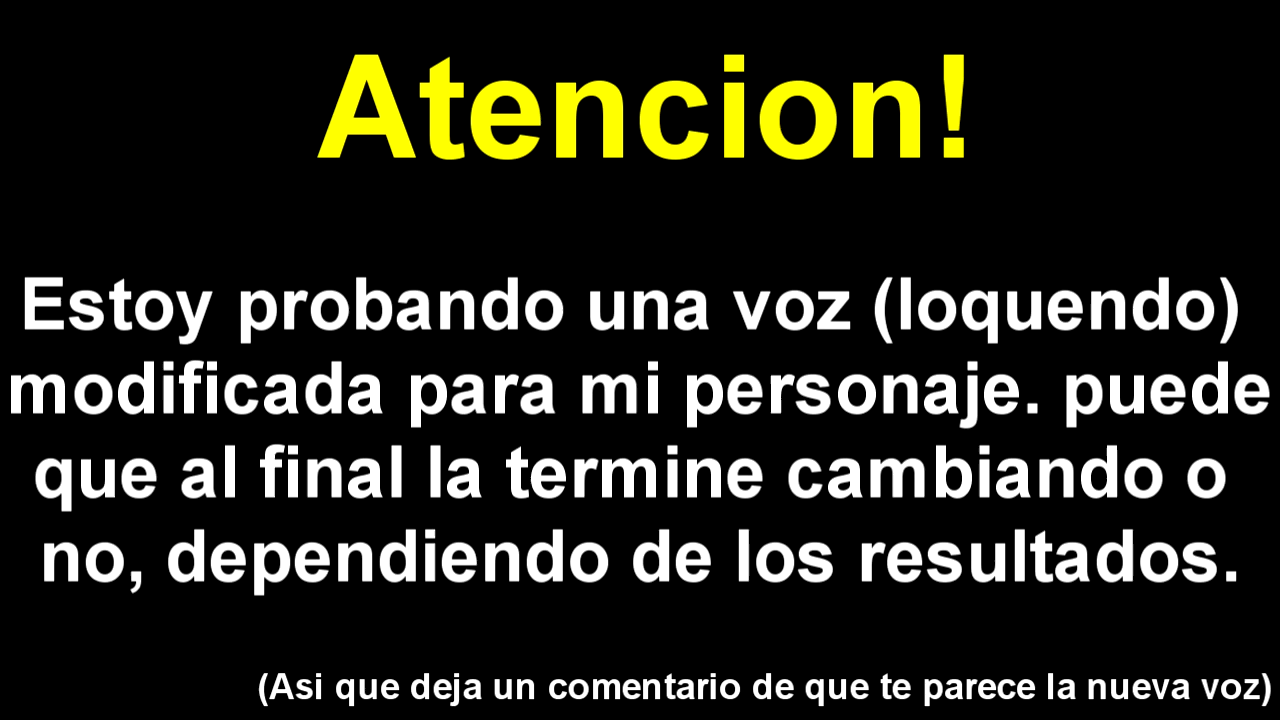 Atencion!
Estoy probando una voz (loquendo)
modificada para mi personaje. puede
que al final la termine cambiando o
no, dependiendo de los resultados.
(Asi que deja un comentario de que te parece la nueva voz)